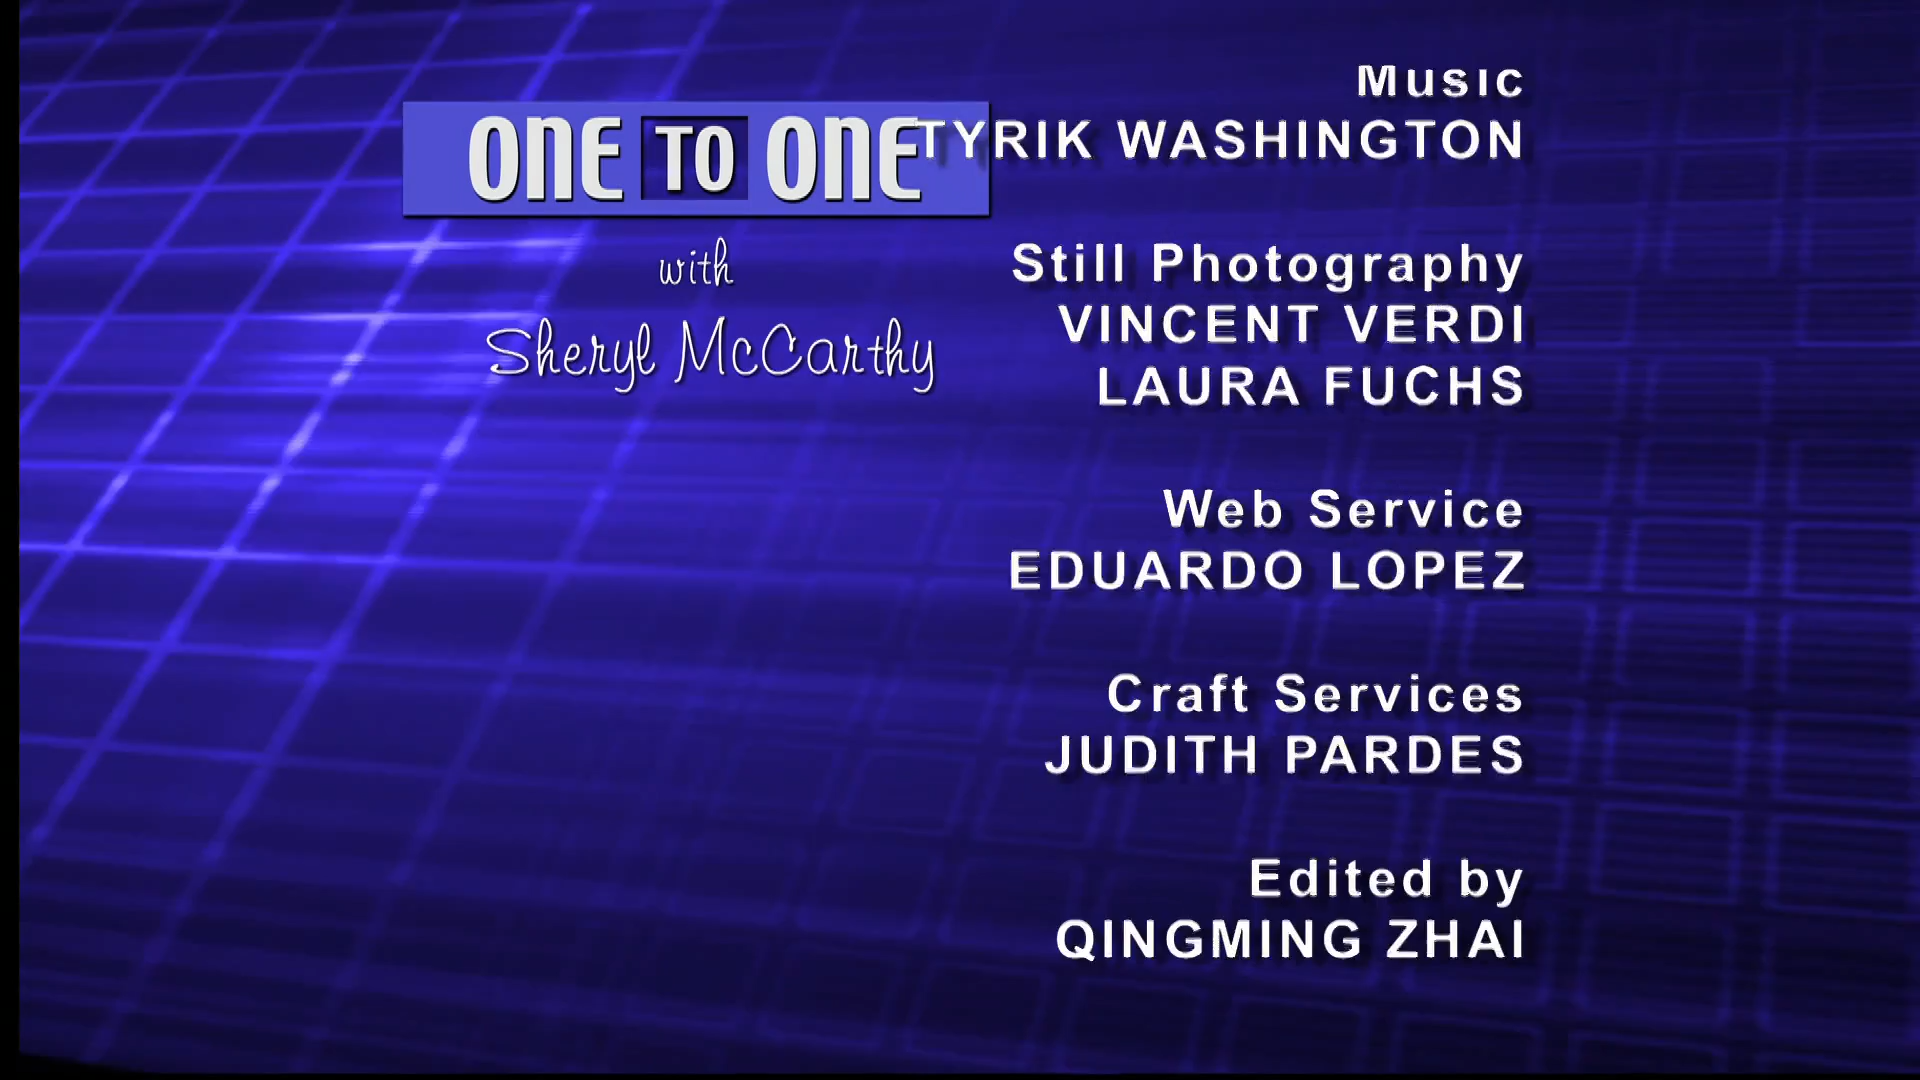 ONE TO ONE
with
Sheryl McCarthy
Music
TYRIK WASHINGTON
Still Photography
VINCENT VERDI
LAURA FUCHS
Web Service
EDUARDO LOPEZ
Craft Services
JUDITH PARDES
Edited by
QINGMING ZHAI